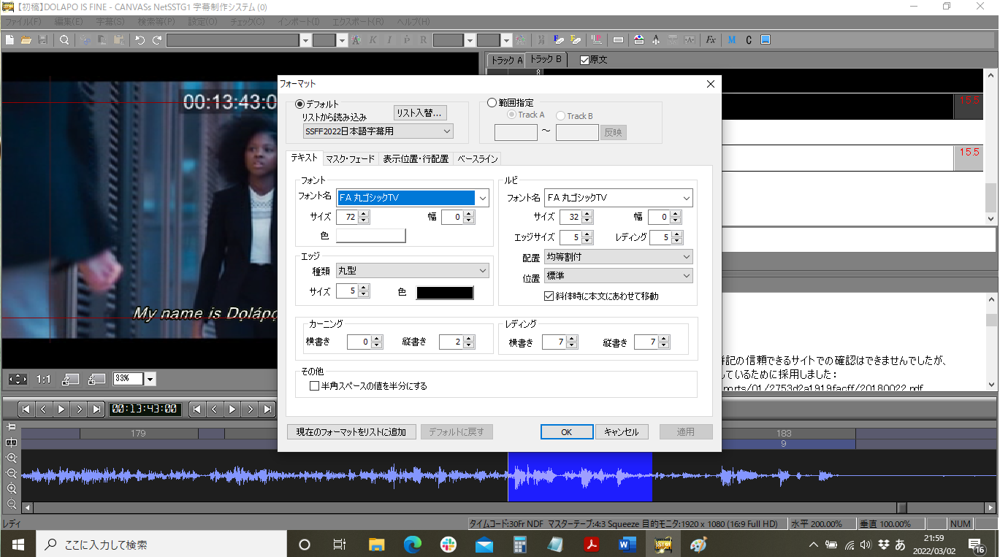 【初稿】DOLAPO IS FINE - CANVASs NetSSTG1 字幕制作システム (0)
ファイル(F) 編集(E) 字幕(S) 検索等(P) 設定(O) チェック(G) インポート(I) エクスポート(R) ヘルプ(H)
K I P R Fx M C
トラック A トラック B 原文
8
00:13:43:0
15.5
15.5
My name is Dọlápọ
フォーマット
デフォルト
リストから読み込み リスト入替...
SSFF2022日本語字幕用
範囲指定
Track A Track B
～ 反映
テキスト マスク・フェード 表示位置・行配置 ベースライン
フォント
フォント名 FA 丸ゴシックTV
サイズ 72 幅 0
色
エッジ
種類 丸型
サイズ 5 色
ルビ
フォント名 FA 丸ゴシックTV
サイズ 32 幅 0
エッジサイズ 5 レディング 5
配置 均等割付
位置 標準
斜体時に本文にあわせて移動
カーニング
横書き 0 縦書き 2
レディング
横書き 7 縦書き 7
その他
半角スペースの値を半分にする
現在のフォーマットをリストに追加 デフォルトに戻す OK キャンセル 適用
記の信頼できるサイトでの確認はできませんでしたが、
しているために採用しました：
ports/01/2753d2a1919facff/20180022.pdf
1:1 33%
00:13:43:00
179 183
9
レディ
タイムコード:30Fr NDF マスターテープ:4:3 Squeeze 目的モニタ:1920 x 1080 (16:9 Full HD) 水平 200.00% 垂直 100.00% NUM
ここに入力して検索
あ
21:59
2022/03/02
16